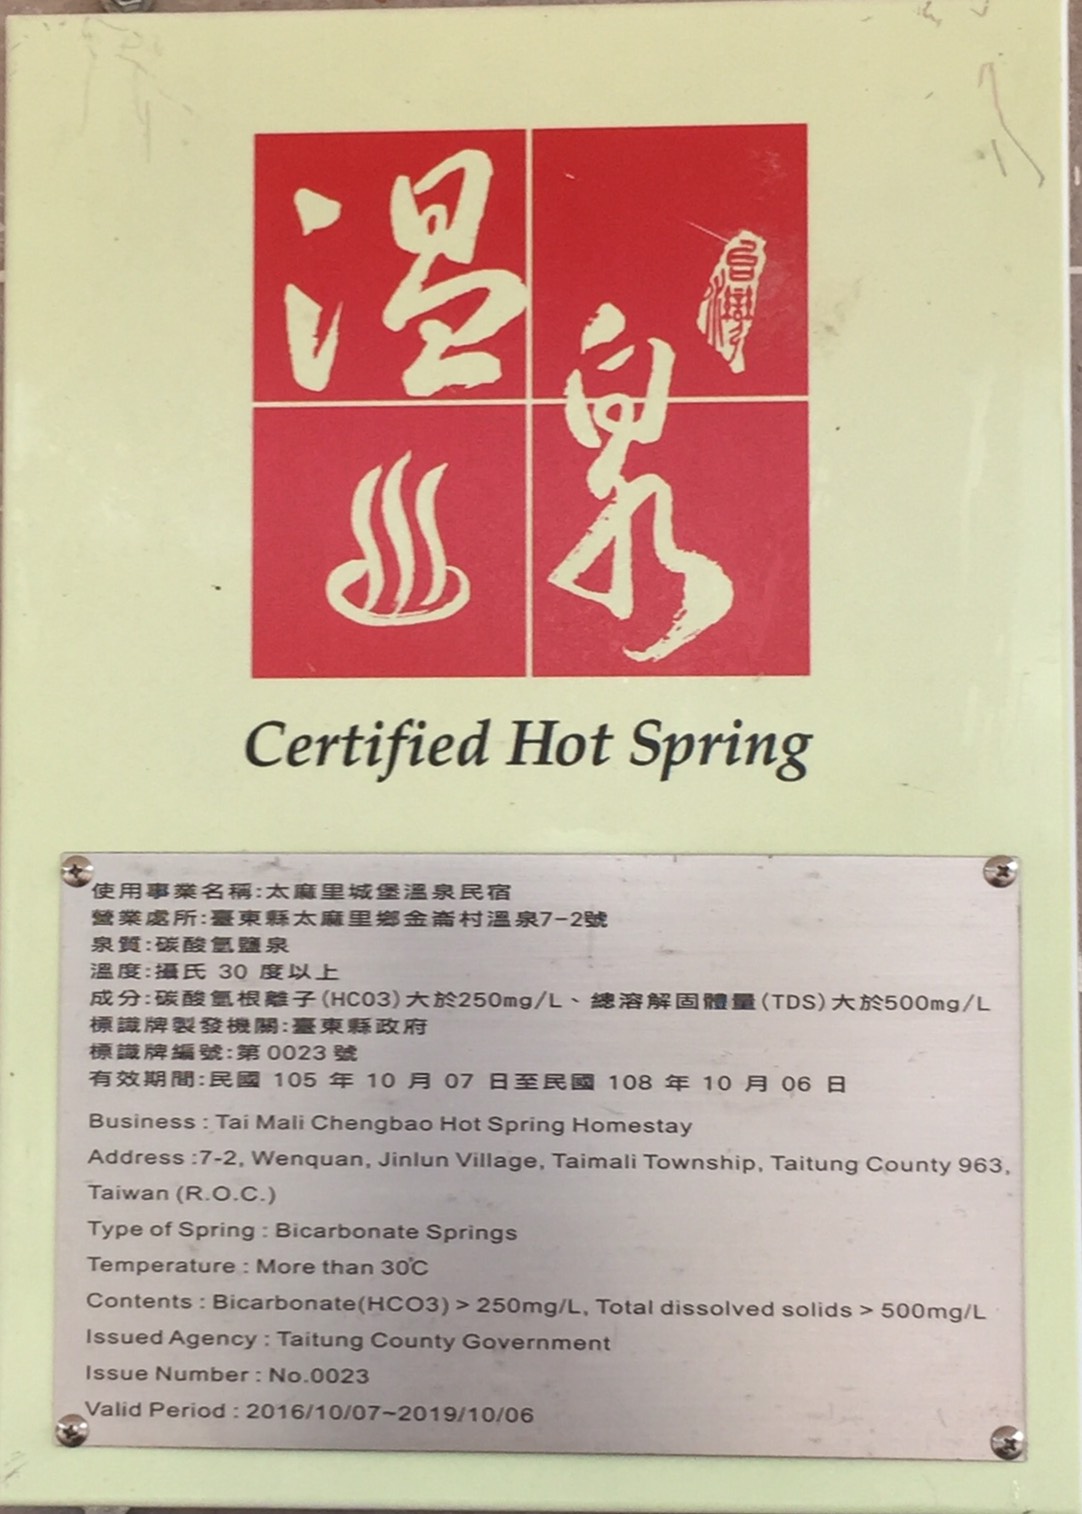 溫泉
台灣
Certified Hot Spring
使用事業名稱:太麻里城堡溫泉民宿
營業處所:臺東縣太麻里鄉金崙村溫泉7-2號
泉質:碳酸氫鹽泉
溫度:攝氏 30 度以上
成分:碳酸氫根離子(HCO3)大於250mg/L、總溶解固體量(TDS)大於500mg/L
標識牌製發機關:臺東縣政府
標識牌編號:第0023號
有效期間:民國 105 年 10 月 07 日至民國 108 年 10 月 06 日
Business : Tai Mali Chengbao Hot Spring Homestay
Address :7-2, Wenquan, Jinlun Village, Taimali Township, Taitung County 963,
Taiwan (R.O.C.)
Type of Spring : Bicarbonate Springs
Temperature : More than 30℃
Contents : Bicarbonate(HCO3) > 250mg/L, Total dissolved solids > 500mg/L
Issued Agency : Taitung County Government
Issue Number : No.0023
Valid Period : 2016/10/07~2019/10/06